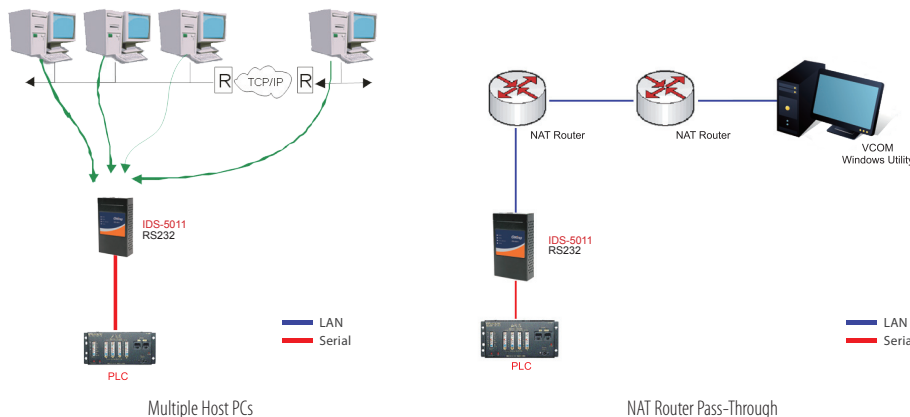 R
TCP/IP
R
IDS-5011
RS232
PLC
LAN
Serial
Multiple Host PCs
NAT Router
NAT Router
VCOM
Windows Utility
IDS-5011
RS232
PLC
LAN
Serial
NAT Router Pass-Through